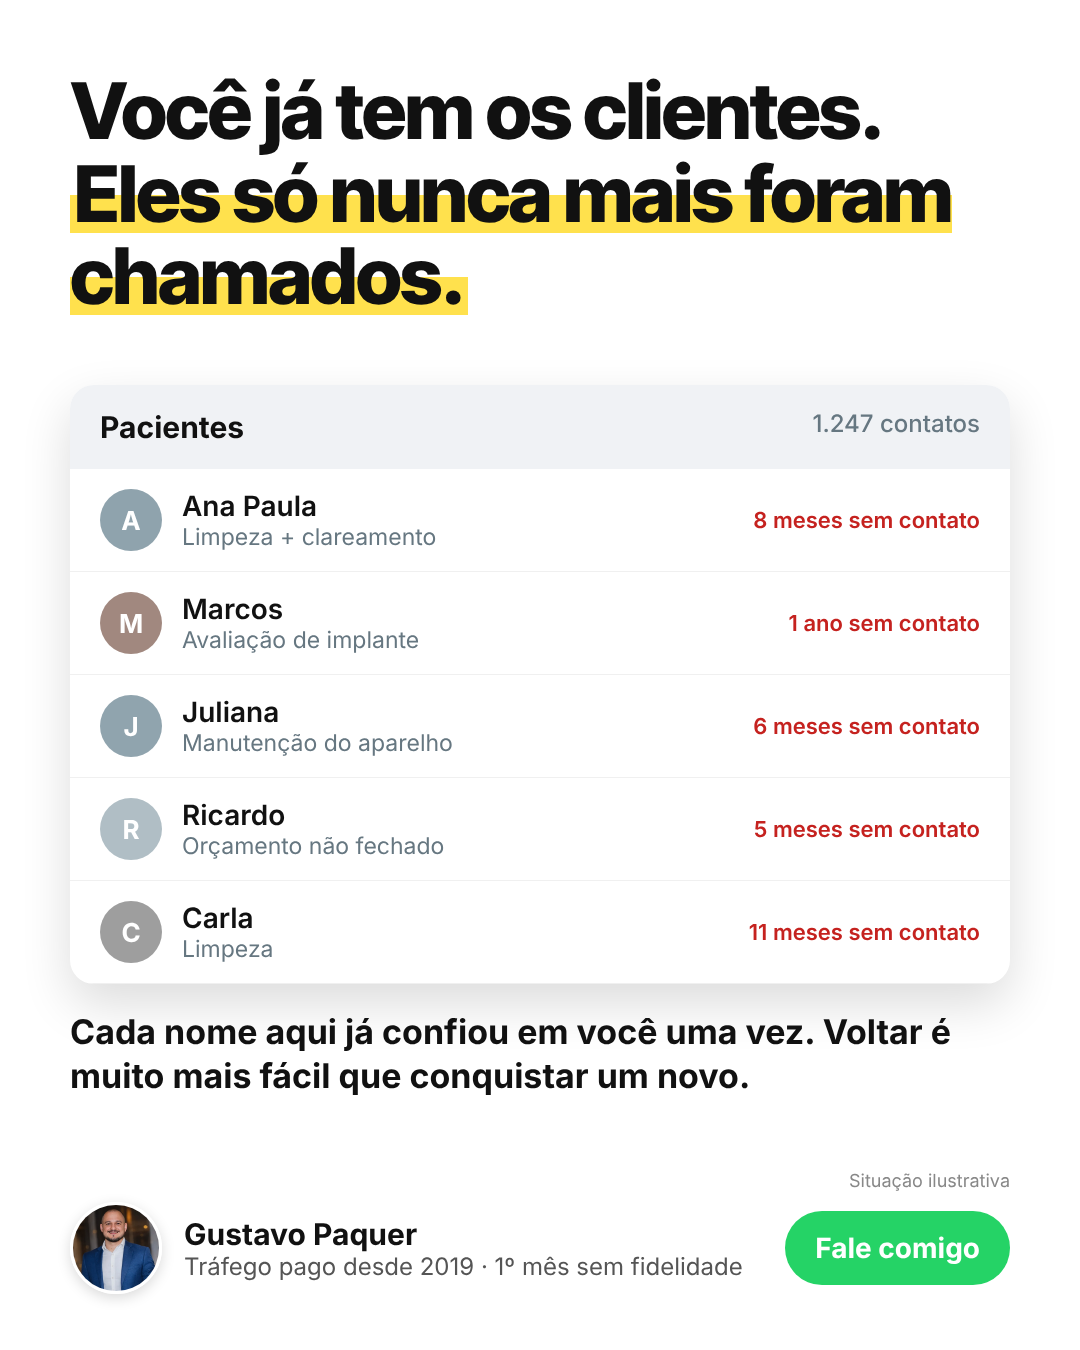 Você já tem os clientes.
Eles só nunca mais foram
chamados.
Pacientes
1.247 contatos
A
Ana Paula
Limpeza + clareamento
8 meses sem contato
M
Marcos
Avaliação de implante
1 ano sem contato
J
Juliana
Manutenção do aparelho
6 meses sem contato
R
Ricardo
Orçamento não fechado
5 meses sem contato
C
Carla
Limpeza
11 meses sem contato
Cada nome aqui já confiou em você uma vez. Voltar é
muito mais fácil que conquistar um novo.
Situação ilustrativa
Gustavo Paquer
Tráfego pago desde 2019 · 1º mês sem fidelidade
Fale comigo